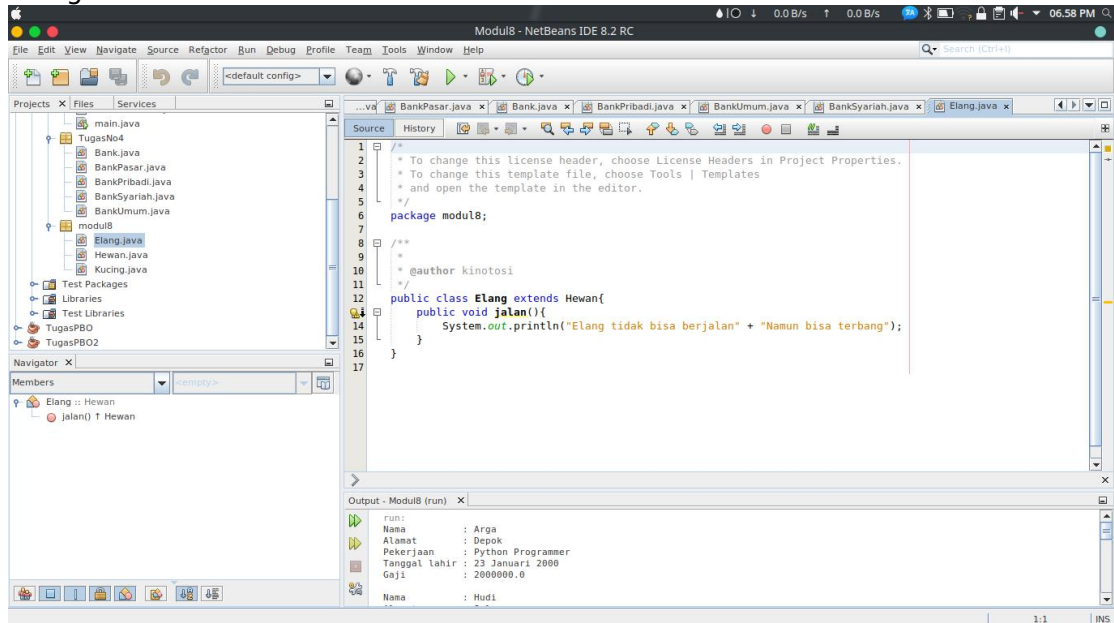 0.0 B/s ↑ 0.0 B/s 06.58 PM
Modul8 - NetBeans IDE 8.2 RC
File Edit View Navigate Source Refactor Run Debug Profile Team Tools Window Help
Search (Ctrl+I)
<default config>
Projects Files Services
main.java
TugasNo4
Bank.java
BankPasar.java
BankPribadi.java
BankSyariah.java
BankUmum.java
modul8
Elang.java
Hewan.java
Kucing.java
Test Packages
Libraries
Test Libraries
TugasPBO
TugasPBO2
Navigator
Members <empty>
Elang :: Hewan
jalan() ↑ Hewan
...va BankPasar.java Bank.java BankPribadi.java BankUmum.java BankSyariah.java Elang.java
Source History
1 /*
2 * To change this license header, choose License Headers in Project Properties.
3 * To change this template file, choose Tools | Templates
4 * and open the template in the editor.
5 */
6 package modul8;
7
8 /**
9 *
10 * @author kinotosi
11 */
12 public class Elang extends Hewan{
public void jalan(){
14 System.out.println("Elang tidak bisa berjalan" + "Namun bisa terbang");
15 }
16 }
17
Output - Modul8 (run)
run:
Nama : Arga
Alamat : Depok
Pekerjaan : Python Programmer
Tanggal lahir : 23 Januari 2000
Gaji : 2000000.0
Nama : Hudi
1:1 INS